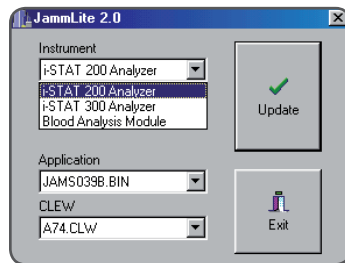 JammLite 2.0
Instrument
i-STAT 200 Analyzer
i-STAT 200 Analyzer
i-STAT 300 Analyzer
Blood Analysis Module
Update
Application
JAMS039B.BIN
CLEW
A74.CLW
Exit